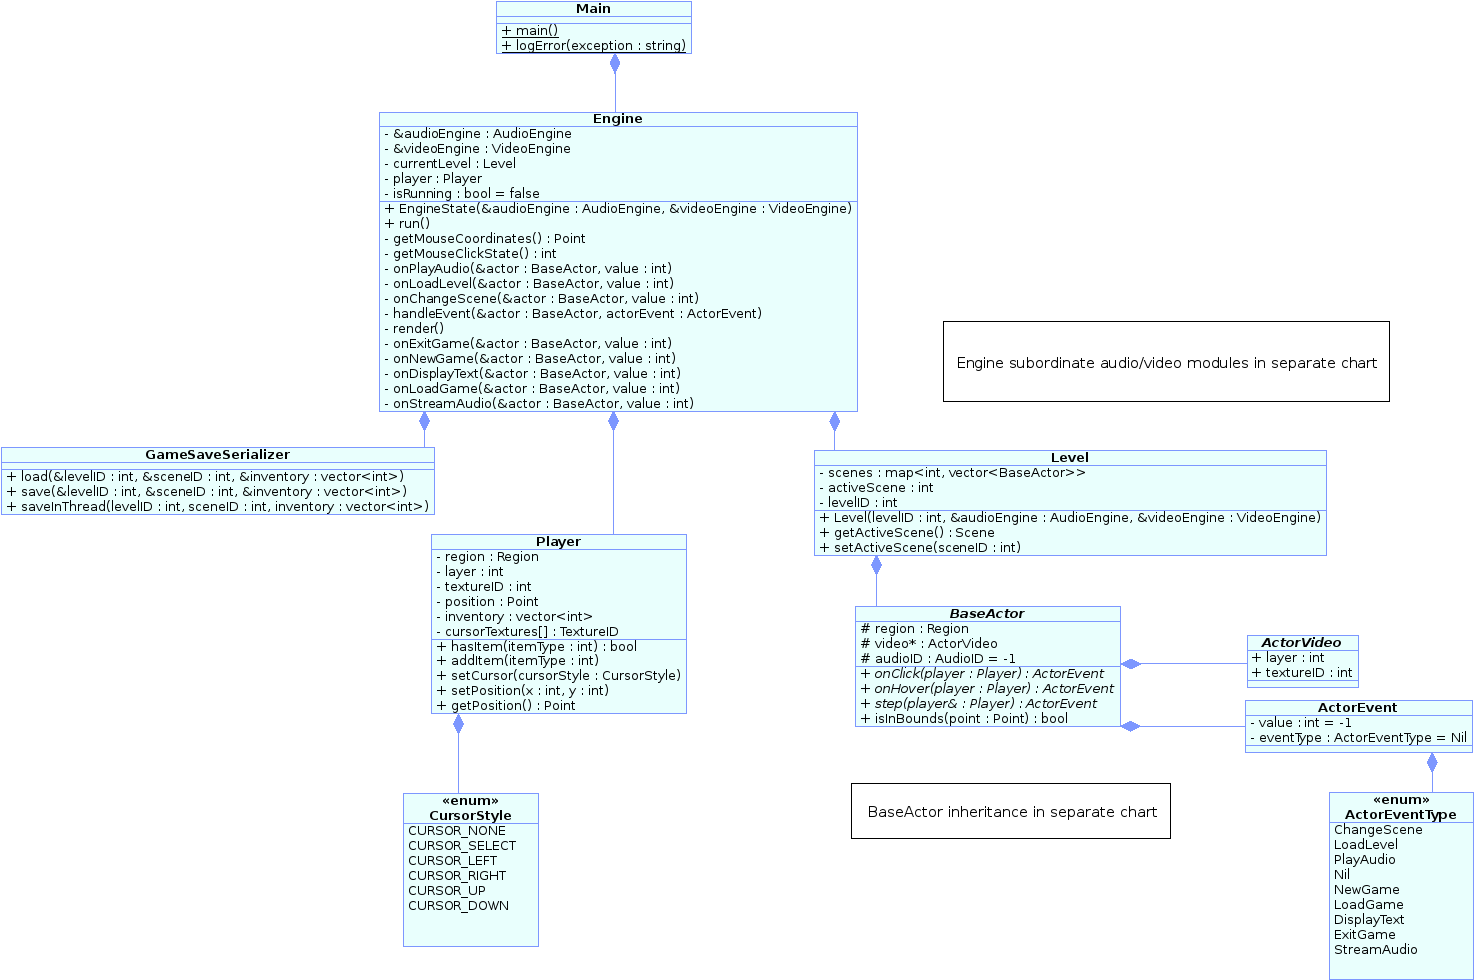 Main
+ main()
+ logError(exception : string)
Engine
- &audioEngine : AudioEngine
- &videoEngine : VideoEngine
- currentLevel : Level
- player : Player
- isRunning : bool = false
+ EngineState(&audioEngine : AudioEngine, &videoEngine : VideoEngine)
+ run()
- getMouseCoordinates() : Point
- getMouseClickState() : int
- onPlayAudio(&actor : BaseActor, value : int)
- onLoadLevel(&actor : BaseActor, value : int)
- onChangeScene(&actor : BaseActor, value : int)
- handleEvent(&actor : BaseActor, actorEvent : ActorEvent)
- render()
- onExitGame(&actor : BaseActor, value : int)
- onNewGame(&actor : BaseActor, value : int)
- onDisplayText(&actor : BaseActor, value : int)
- onLoadGame(&actor : BaseActor, value : int)
- onStreamAudio(&actor : BaseActor, value : int)
Engine subordinate audio/video modules in separate chart
GameSaveSerializer
+ load(&levelID : int, &sceneID : int, &inventory : vector<int>)
+ save(&levelID : int, &sceneID : int, &inventory : vector<int>)
+ saveInThread(levelID : int, sceneID : int, inventory : vector<int>)
Level
- scenes : map<int, vector<BaseActor>>
- activeScene : int
- levelID : int
+ Level(levelID : int, &audioEngine : AudioEngine, &videoEngine : VideoEngine)
+ getActiveScene() : Scene
+ setActiveScene(sceneID : int)
Player
- region : Region
- layer : int
- textureID : int
- position : Point
- inventory : vector<int>
- cursorTextures[] : TextureID
+ hasItem(itemType : int) : bool
+ addItem(itemType : int)
+ setCursor(cursorStyle : CursorStyle)
+ setPosition(x : int, y : int)
+ getPosition() : Point
BaseActor
# region : Region
# video* : ActorVideo
# audioID : AudioID = -1
+ onClick(player : Player) : ActorEvent
+ onHover(player : Player) : ActorEvent
+ step(player& : Player) : ActorEvent
+ isInBounds(point : Point) : bool
ActorVideo
+ layer : int
+ textureID : int
ActorEvent
- value : int = -1
- eventType : ActorEventType = Nil
«enum»
CursorStyle
CURSOR_NONE
CURSOR_SELECT
CURSOR_LEFT
CURSOR_RIGHT
CURSOR_UP
CURSOR_DOWN
BaseActor inheritance in separate chart
«enum»
ActorEventType
ChangeScene
LoadLevel
PlayAudio
Nil
NewGame
LoadGame
DisplayText
ExitGame
StreamAudio